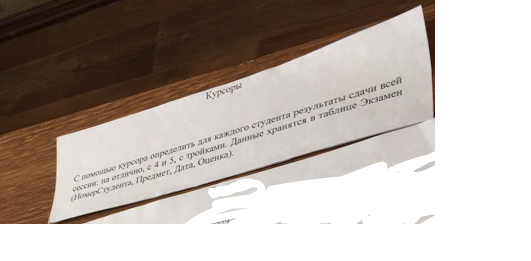 Курсоры
С помощью курсора определить для каждого студента результаты сдачи всей
сессии: на отлично, с 4 и 5, с тройками. Данные хранятся в таблице Экзамен
(НомерСтудента, Предмет, Дата, Оценка).